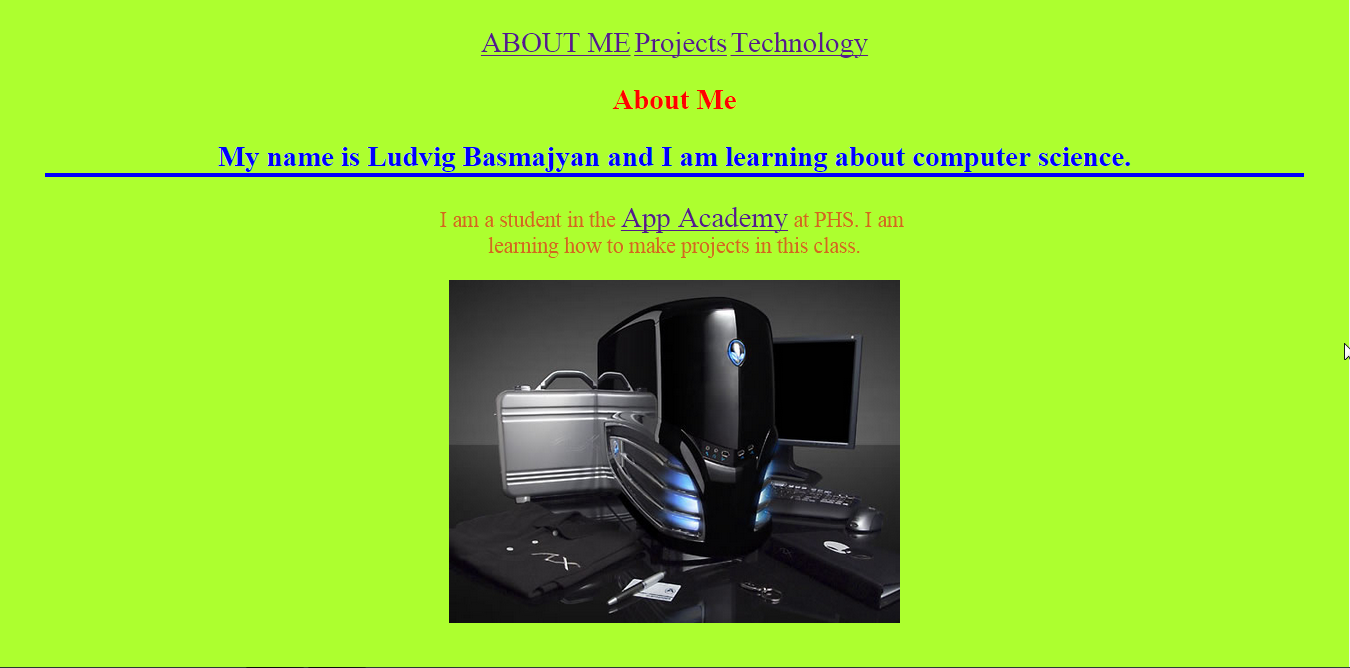 ABOUT ME Projects Technology
About Me
My name is Ludvig Basmajyan and I am learning about computer science.
I am a student in the App Academy at PHS. I am
learning how to make projects in this class.